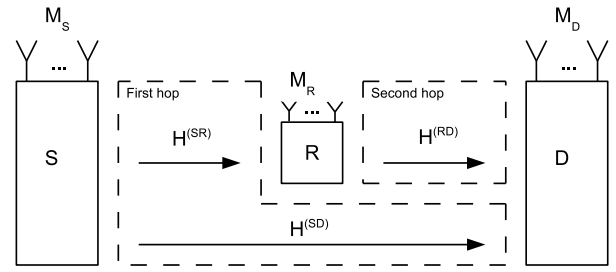 M_S
M_D
...
...
First hop
M_R
Second hop
...
S
H^(SR)
R
H^(RD)
D
H^(SD)